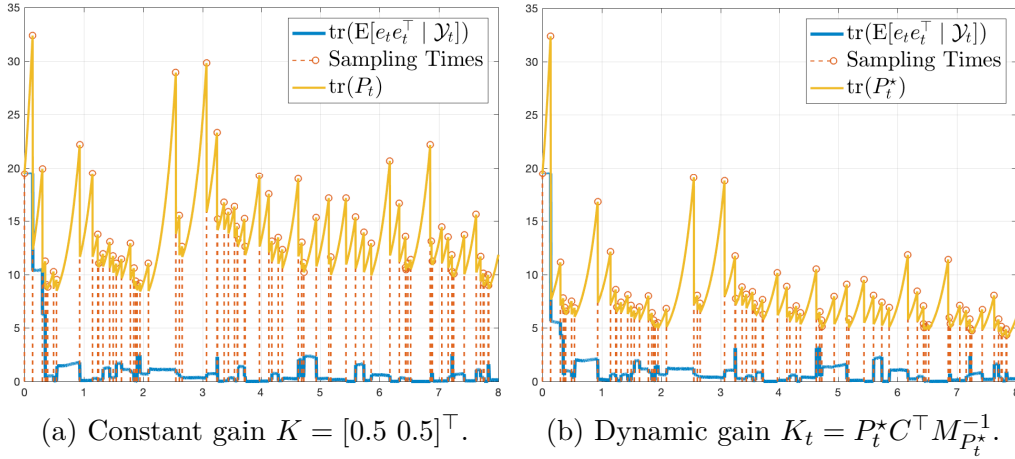 35
30
25
20
15
10
5
0
0 1 2 3 4 5 6 7 8
tr(E[e_t e_t^⊤ | 𝒴_t])
Sampling Times
tr(P_t)
(a) Constant gain K = [0.5 0.5]^⊤.
35
30
25
20
15
10
5
0
0 1 2 3 4 5 6 7 8
tr(E[e_t e_t^⊤ | 𝒴_t])
Sampling Times
tr(P_t^⋆)
(b) Dynamic gain K_t = P_t^⋆ C^⊤ M_{P_t^⋆}^{-1}.